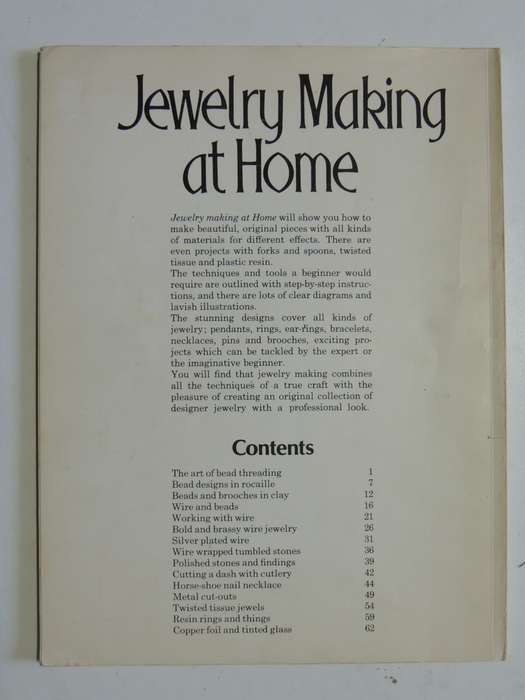 Jewelry Making
at Home
Jewelry making at Home will show you how to
make beautiful, original pieces with all kinds
of materials for different effects. There are
even projects with forks and spoons, twisted
tissue and plastic resin.
The techniques and tools a beginner would
require are outlined with step-by-step instruc-
tions, and there are lots of clear diagrams and
lavish illustrations.
The stunning designs cover all kinds of
jewelry; pendants, rings, ear-rings, bracelets,
necklaces, pins and brooches, exciting pro-
jects which can be tackled by the expert or
the imaginative beginner.
You will find that jewelry making combines
all the techniques of a true craft with the
pleasure of creating an original collection of
designer jewelry with a professional look.
Contents
The art of bead threading 1
Bead designs in rocaille 7
Beads and brooches in clay 12
Wire and beads 16
Working with wire 21
Bold and brassy wire jewelry 26
Silver plated wire 31
Wire wrapped tumbled stones 36
Polished stones and findings 39
Cutting a dash with cutlery 42
Horse-shoe nail necklace 44
Metal cut-outs 49
Twisted tissue jewels 54
Resin rings and things 59
Copper foil and tinted glass 62